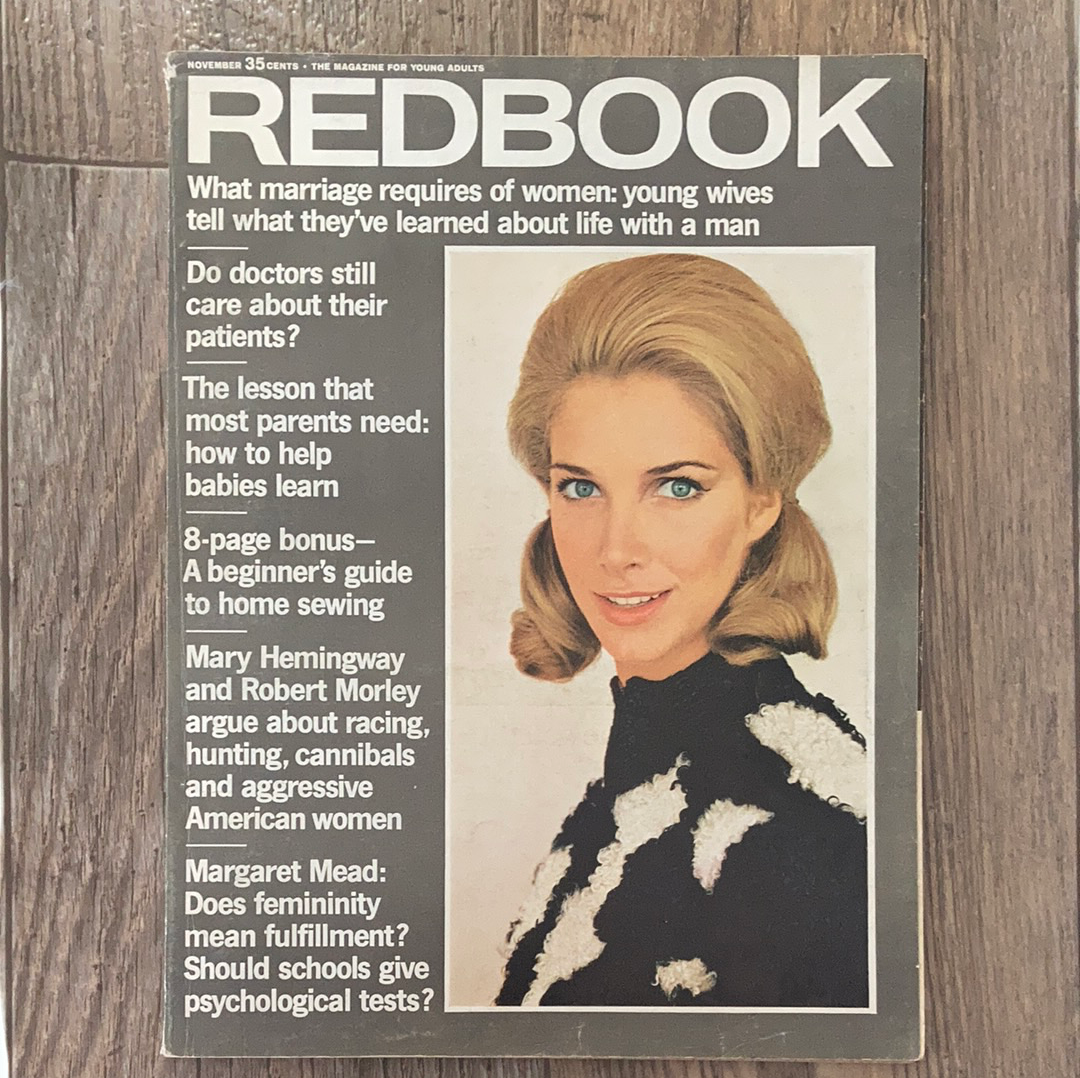 NOVEMBER 35 CENTS • THE MAGAZINE FOR YOUNG ADULTS
REDBOOK
What marriage requires of women: young wives
tell what they've learned about life with a man
Do doctors still
care about their
patients?
The lesson that
most parents need:
how to help
babies learn
8-page bonus—
A beginner's guide
to home sewing
Mary Hemingway
and Robert Morley
argue about racing,
hunting, cannibals
and aggressive
American women
Margaret Mead:
Does femininity
mean fulfillment?
Should schools give
psychological tests?